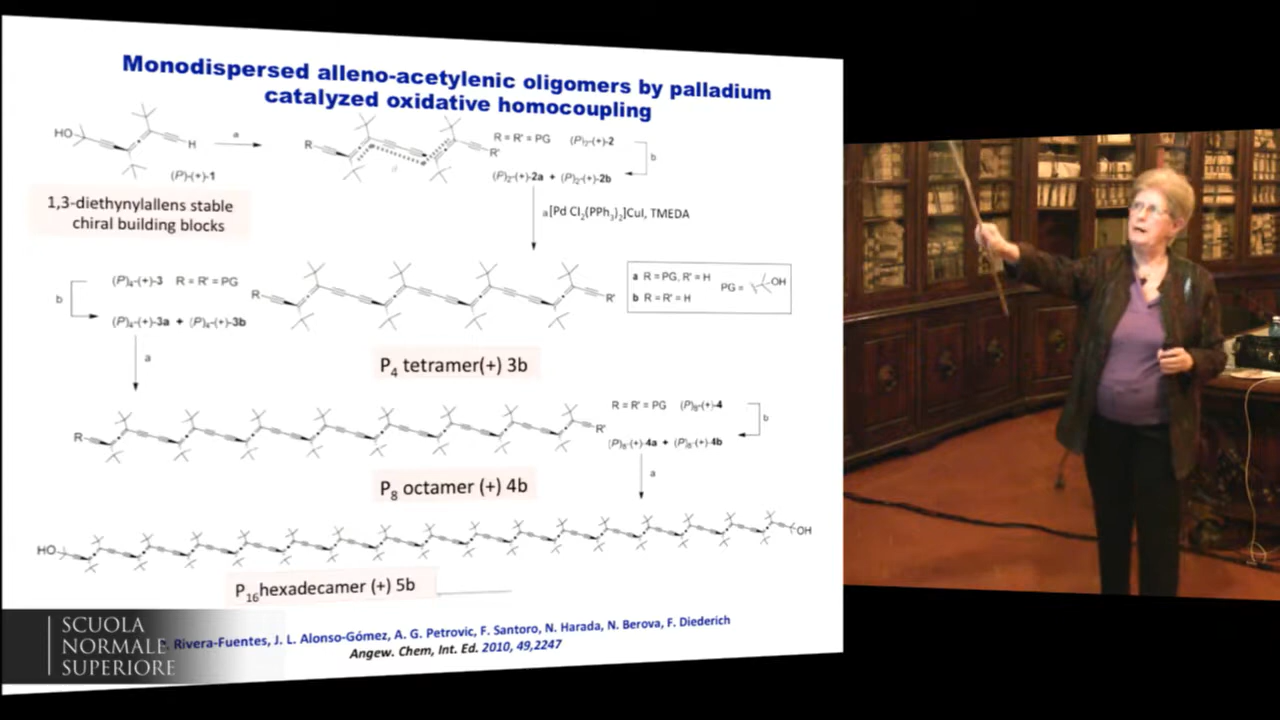 Monodispersed alleno-acetylenic oligomers by palladium
catalyzed oxidative homocoupling
HO
H
a
(P)-(+)-1
R
R'
R = R' = PG (P)2-(+)-2
b
(P)2-(+)-2a + (P)2-(+)-2b
1,3-diethynylallens stable
chiral building blocks
a[Pd Cl2(PPh3)2]CuI, TMEDA
b
(P)4-(+)-3 R = R' = PG
(P)4-(+)-3a + (P)4-(+)-3b
R
R'
a R = PG, R' = H
b R = R' = H
PG =
OH
a
P4 tetramer(+) 3b
R
R'
R = R' = PG (P)8-(+)-4
b
(P)8-(+)-4a + (P)8-(+)-4b
a
P8 octamer (+) 4b
HO
OH
P16hexadecamer (+) 5b
Rivera-Fuentes, J. L. Alonso-Gómez, A. G. Petrovic, F. Santoro, N. Harada, N. Berova, F. Diederich
Angew. Chem, Int. Ed. 2010, 49,2247
SCUOLA
NORMALE
SUPERIORE